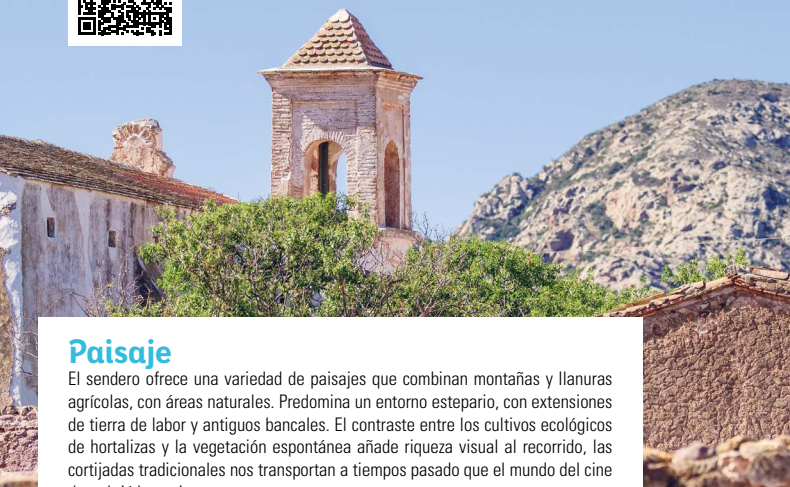 Paisaje
El sendero ofrece una variedad de paisajes que combinan montañas y llanuras
agrícolas, con áreas naturales. Predomina un entorno estepario, con extensiones
de tierra de labor y antiguos bancales. El contraste entre los cultivos ecológicos
de hortalizas y la vegetación espontánea añade riqueza visual al recorrido, las
cortijadas tradicionales nos transportan a tiempos pasado que el mundo del cine